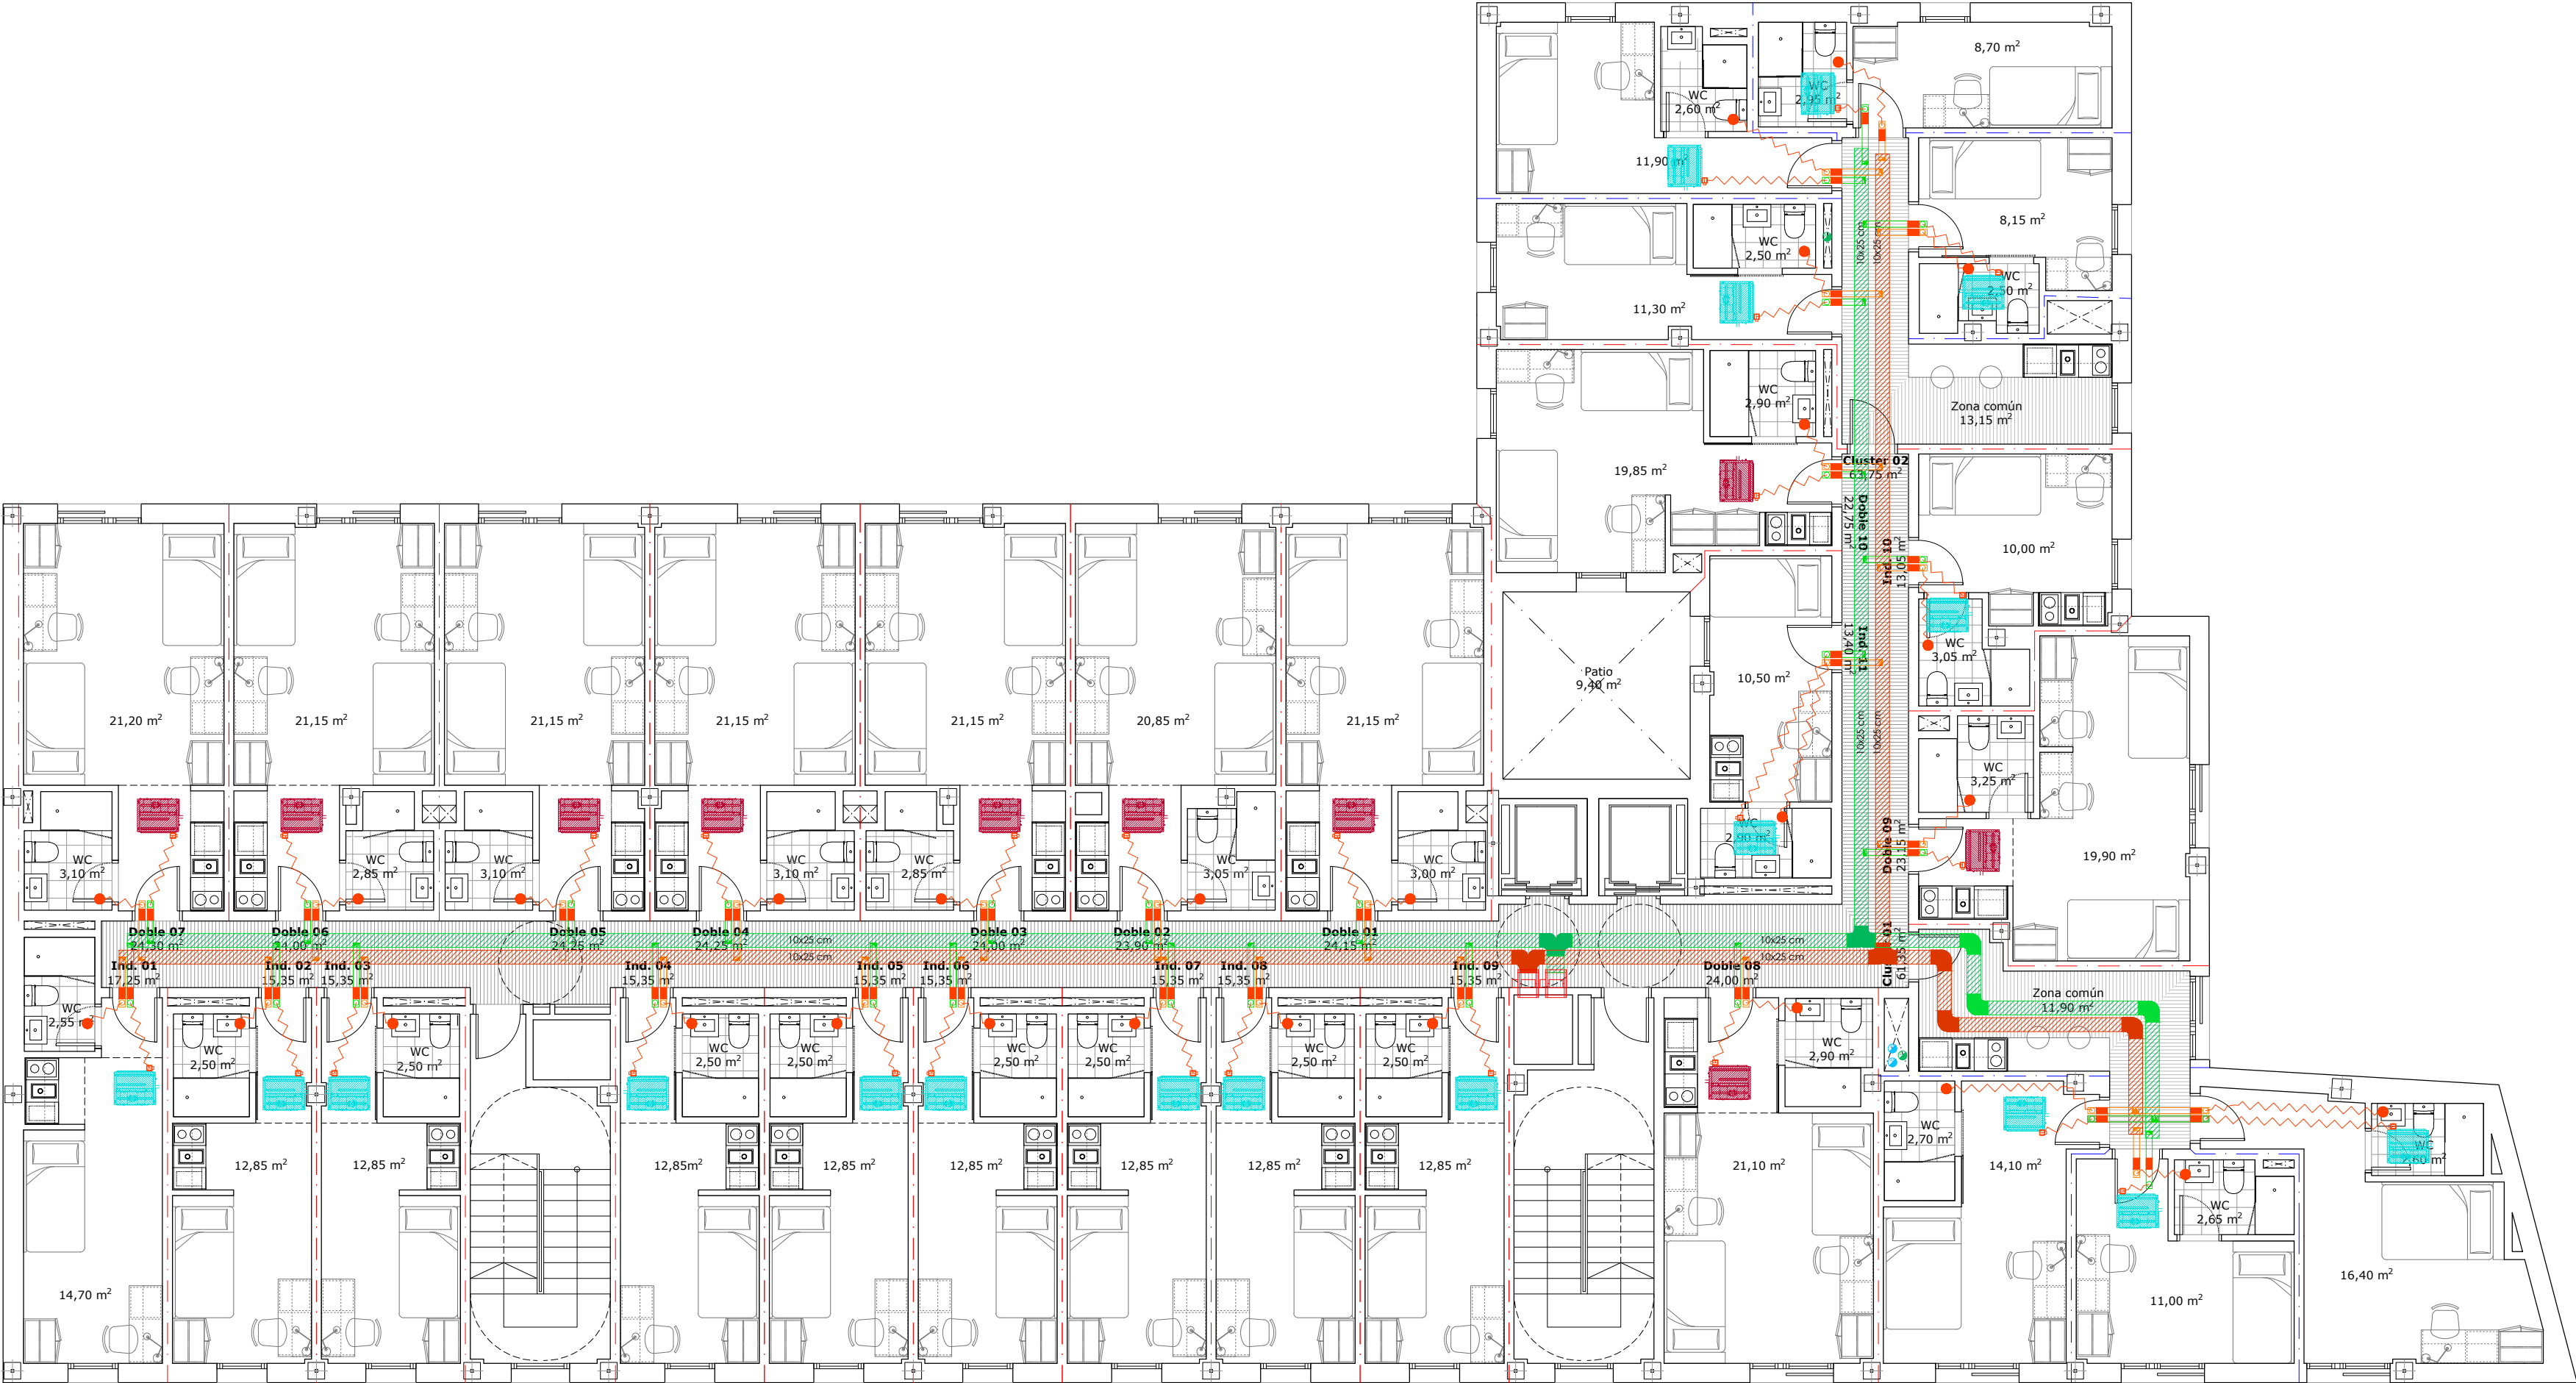 8,70 m²
WC
2,60 m²
WC
2,95 m²
11,90 m²
8,15 m²
WC
2,50 m²
11,30 m²
WC
2,50 m²
10x25 cm
10x25 cm
WC
2,90 m²
Zona común
13,15 m²
19,85 m²
Cluster 02
63,75 m²
Doble 10
22,75 m²
Ind. 10
13,05 m²
10,00 m²
Ind. 11
13,40 m²
WC
3,05 m²
Patio
9,40 m²
10,50 m²
10x25 cm
10x25 cm
WC
3,25 m²
WC
2,90 m²
Doble 09
23,15 m²
19,90 m²
21,20 m²
21,15 m²
21,15 m²
21,15 m²
21,15 m²
20,85 m²
21,15 m²
WC
3,10 m²
WC
2,85 m²
WC
3,10 m²
WC
3,10 m²
WC
2,85 m²
WC
3,05 m²
WC
3,00 m²
Doble 07
24,30 m²
Doble 06
24,00 m²
Doble 05
24,25 m²
Doble 04
24,25 m²
Doble 03
24,00 m²
Doble 02
23,90 m²
Doble 01
24,15 m²
10x25 cm
10x25 cm
10x25 cm
10x25 cm
Cluster 01
61,35 m²
Ind. 01
17,25 m²
Ind. 02
15,35 m²
Ind. 03
15,35 m²
Ind. 04
15,35 m²
Ind. 05
15,35 m²
Ind. 06
15,35 m²
Ind. 07
15,35 m²
Ind. 08
15,35 m²
Ind. 09
15,35 m²
Doble 08
24,00 m²
Zona común
11,90 m²
WC
2,55 m²
WC
2,50 m²
WC
2,50 m²
WC
2,50 m²
WC
2,50 m²
WC
2,50 m²
WC
2,50 m²
WC
2,50 m²
WC
2,50 m²
WC
2,90 m²
WC
2,70 m²
WC
2,60 m²
12,85 m²
12,85 m²
12,85m²
12,85 m²
12,85 m²
12,85 m²
12,85 m²
12,85 m²
21,10 m²
14,10 m²
WC
2,65 m²
14,70 m²
11,00 m²
16,40 m²